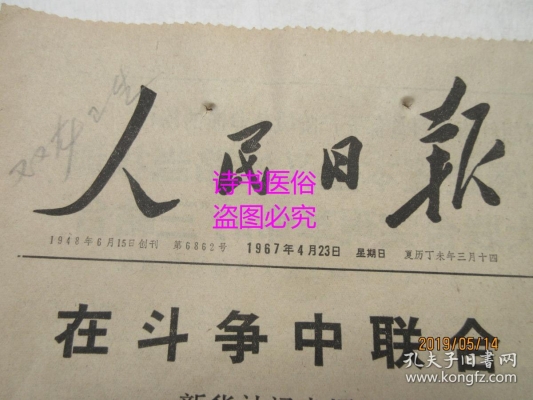 人民日报
诗书医俗
盗图必究
1948年6月15日创刊 第6862号 1967年4月23日 星期日 夏历丁未年三月十四
在斗争中联合
2019/05/14
孔夫子旧书网
www.kongfz.com